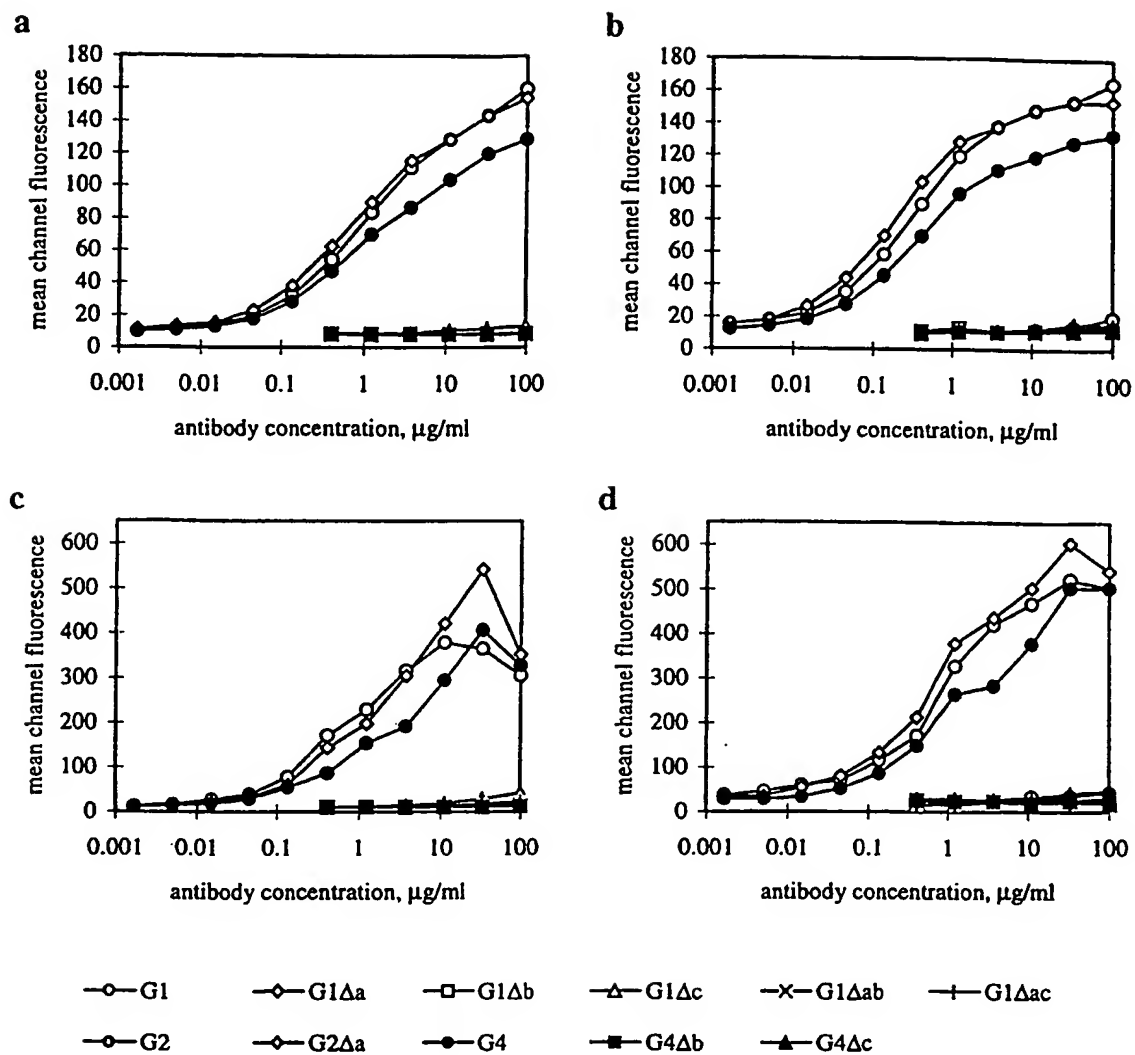 a
180
160
140
120
100
80
60
40
20
0
mean channel fluorescence
0.001 0.01 0.1 1 10 100
antibody concentration, µg/ml
b
180
160
140
120
100
80
60
40
20
0
mean channel fluorescence
0.001 0.01 0.1 1 10 100
antibody concentration, µg/ml
c
600
500
400
300
200
100
0
mean channel fluorescence
0.001 0.01 0.1 1 10 100
antibody concentration, µg/ml
d
600
500
400
300
200
100
0
mean channel fluorescence
0.001 0.01 0.1 1 10 100
antibody concentration, µg/ml
G1 G1Δa G1Δb G1Δc G1Δab G1Δac
G2 G2Δa G4 G4Δb G4Δc